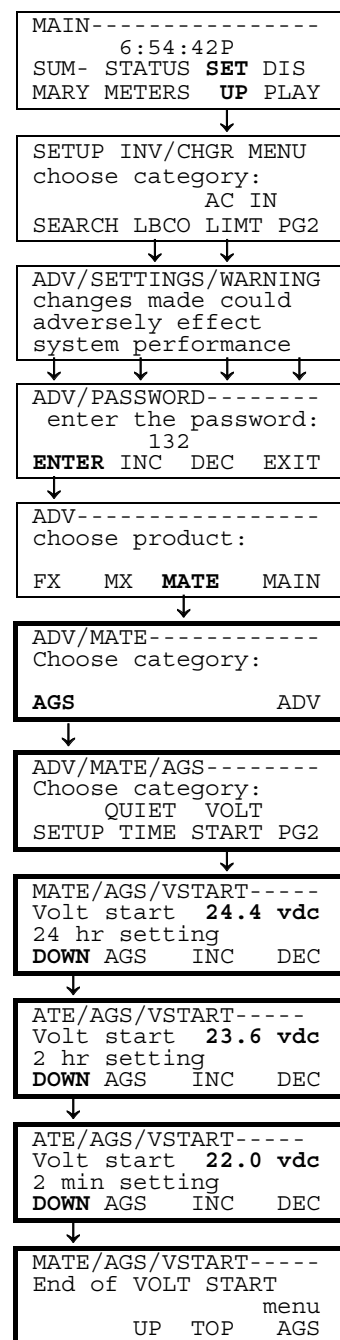 MAIN-----------------
6:54:42P
SUM- STATUS SET DIS
MARY METERS UP PLAY
SETUP INV/CHGR MENU
choose category:
AC IN
SEARCH LBCO LIMT PG2
ADV/SETTINGS/WARNING
changes made could
adversely effect
system performance
ADV/PASSWORD--------
enter the password:
132
ENTER INC DEC EXIT
ADV-----------------
choose product:
FX MX MATE MAIN
ADV/MATE------------
Choose category:
AGS ADV
ADV/MATE/AGS--------
Choose category:
QUIET VOLT
SETUP TIME START PG2
MATE/AGS/VSTART-----
Volt start 24.4 vdc
24 hr setting
DOWN AGS INC DEC
ATE/AGS/VSTART-----
Volt start 23.6 vdc
2 hr setting
DOWN AGS INC DEC
ATE/AGS/VSTART-----
Volt start 22.0 vdc
2 min setting
DOWN AGS INC DEC
MATE/AGS/VSTART-----
End of VOLT START
menu
UP TOP AGS